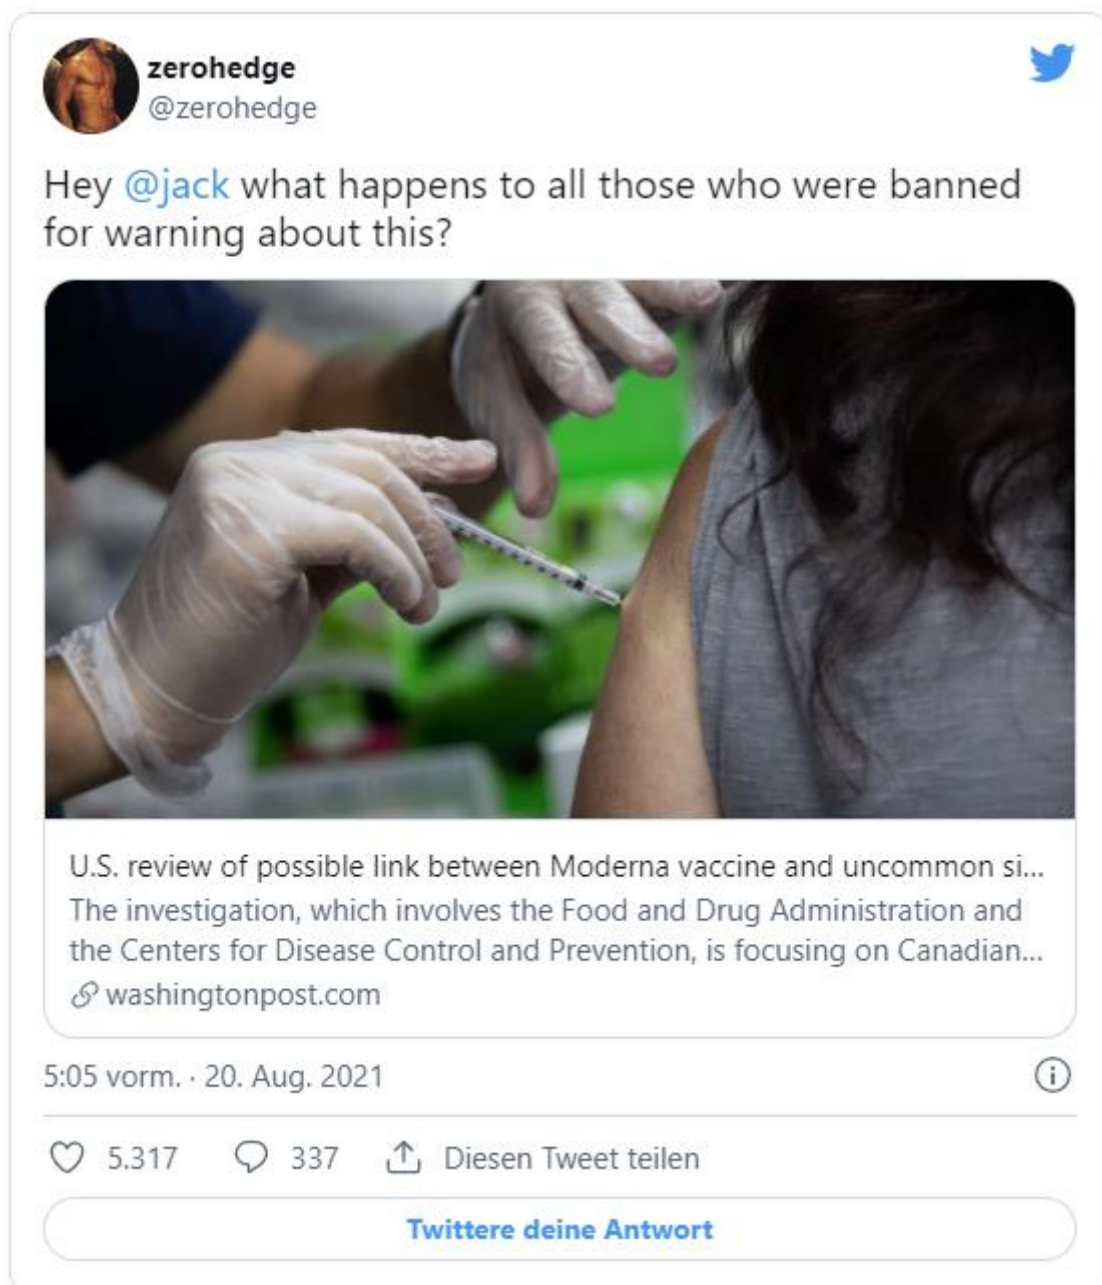 zerohedge
@zerohedge
Hey @jack what happens to all those who were banned
for warning about this?
U.S. review of possible link between Moderna vaccine and uncommon si...
The investigation, which involves the Food and Drug Administration and
the Centers for Disease Control and Prevention, is focusing on Canadian...
washingtonpost.com
5:05 vorm. · 20. Aug. 2021
5.317 337 Diesen Tweet teilen
Twittere deine Antwort